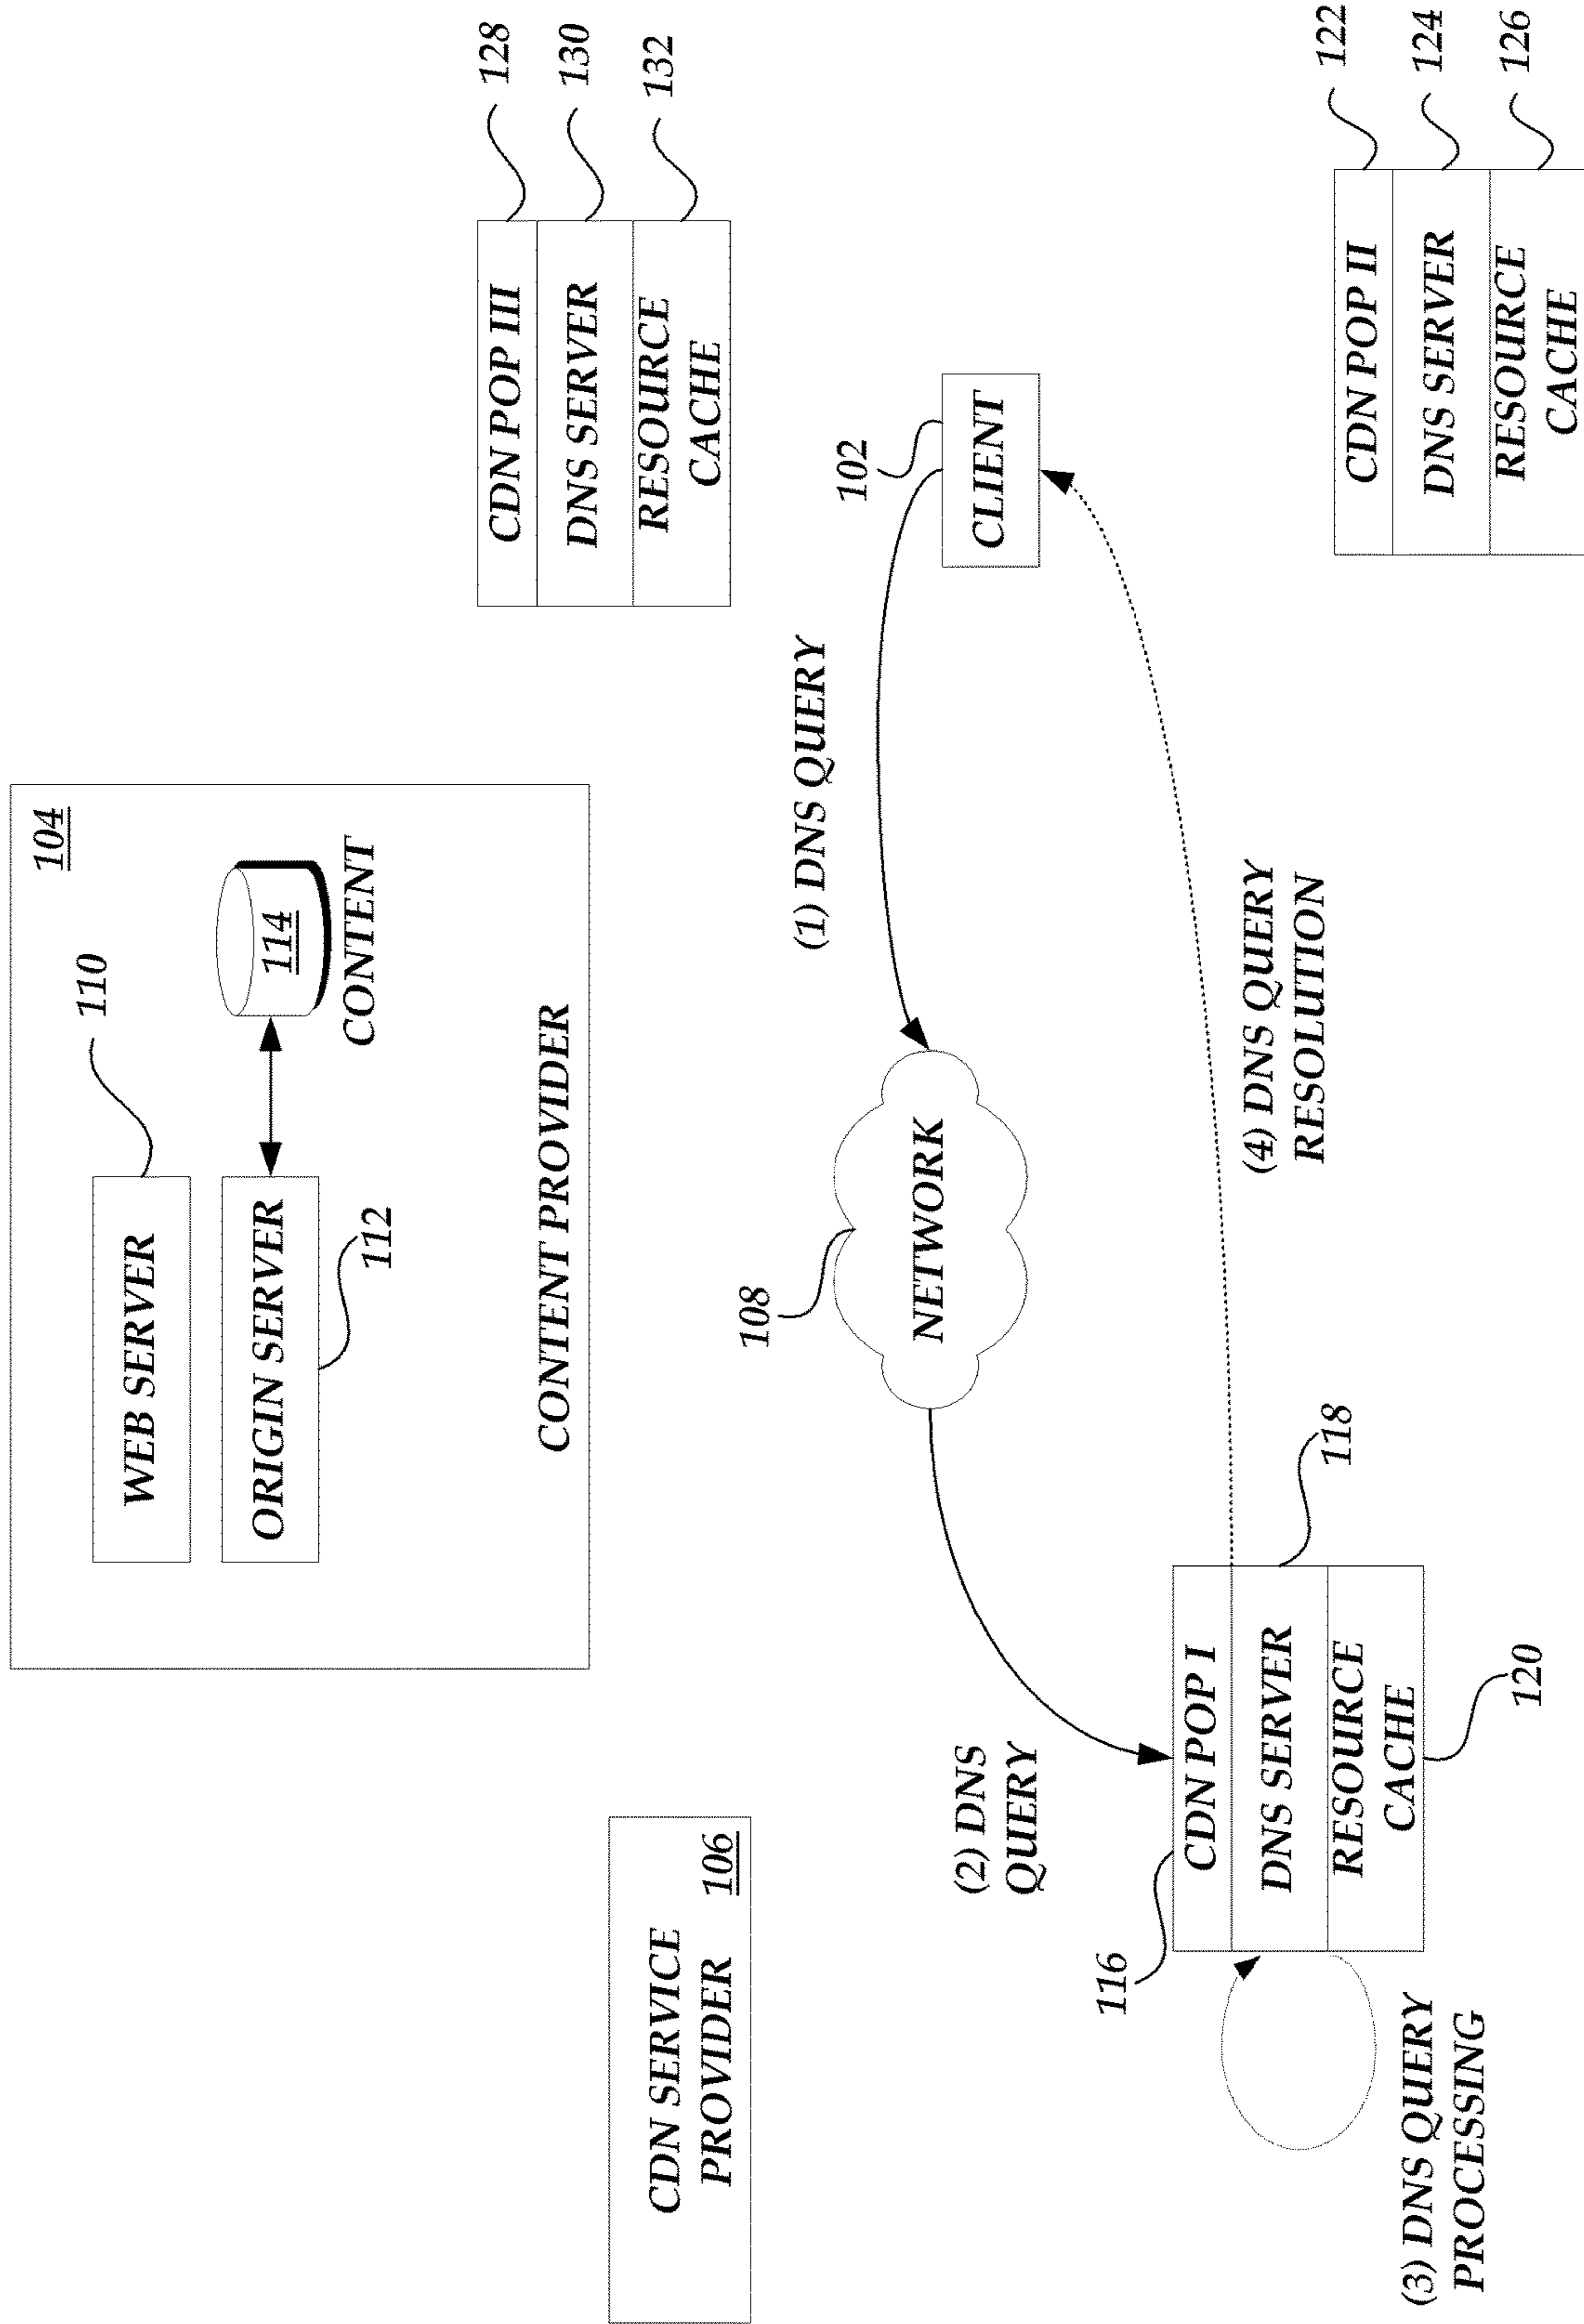 104
110
WEB SERVER
ORIGIN SERVER
112
114
CONTENT
CONTENT PROVIDER
CDN SERVICE
PROVIDER
106
128
CDN POP III
130
DNS SERVER
132
RESOURCE
CACHE
(1) DNS QUERY
108
NETWORK
102
CLIENT
(2) DNS
QUERY
116
CDN POP I
118
DNS SERVER
RESOURCE
CACHE
120
(3) DNS QUERY
PROCESSING
(4) DNS QUERY
RESOLUTION
122
CDN POP II
124
DNS SERVER
126
RESOURCE
CACHE